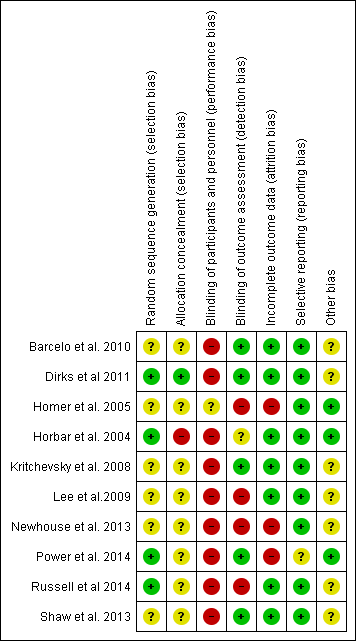 Random sequence generation (selection bias)
Allocation concealment (selection bias)
Blinding of participants and personnel (performance bias)
Blinding of outcome assessment (detection bias)
Incomplete outcome data (attrition bias)
Selective reporting (reporting bias)
Other bias
Barcelo et al. 2010 ? ? - + + + ?
Dirks et al 2011 + + - + + + ?
Homer et al. 2005 ? ? ? - - + +
Horbar et al. 2004 + - - ? + + +
Kritchevsky et al. 2008 ? ? - + + + ?
Lee et al.2009 ? ? - - + + ?
Newhouse et al. 2013 ? ? - - - + ?
Power et al. 2014 + ? - + - ? +
Russell et al 2014 + ? - - + + ?
Shaw et al. 2013 ? ? - + + + ?